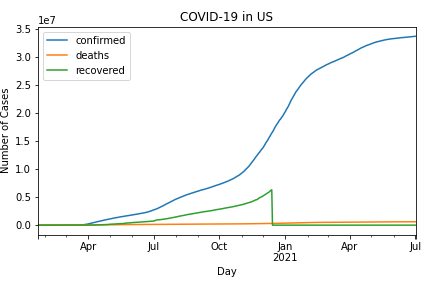 COVID-19 in US
1e7
confirmed
deaths
recovered
Number of Cases
3.5
3.0
2.5
2.0
1.5
1.0
0.5
0.0
Apr
Jul
Oct
Jan
2021
Apr
Jul
Day